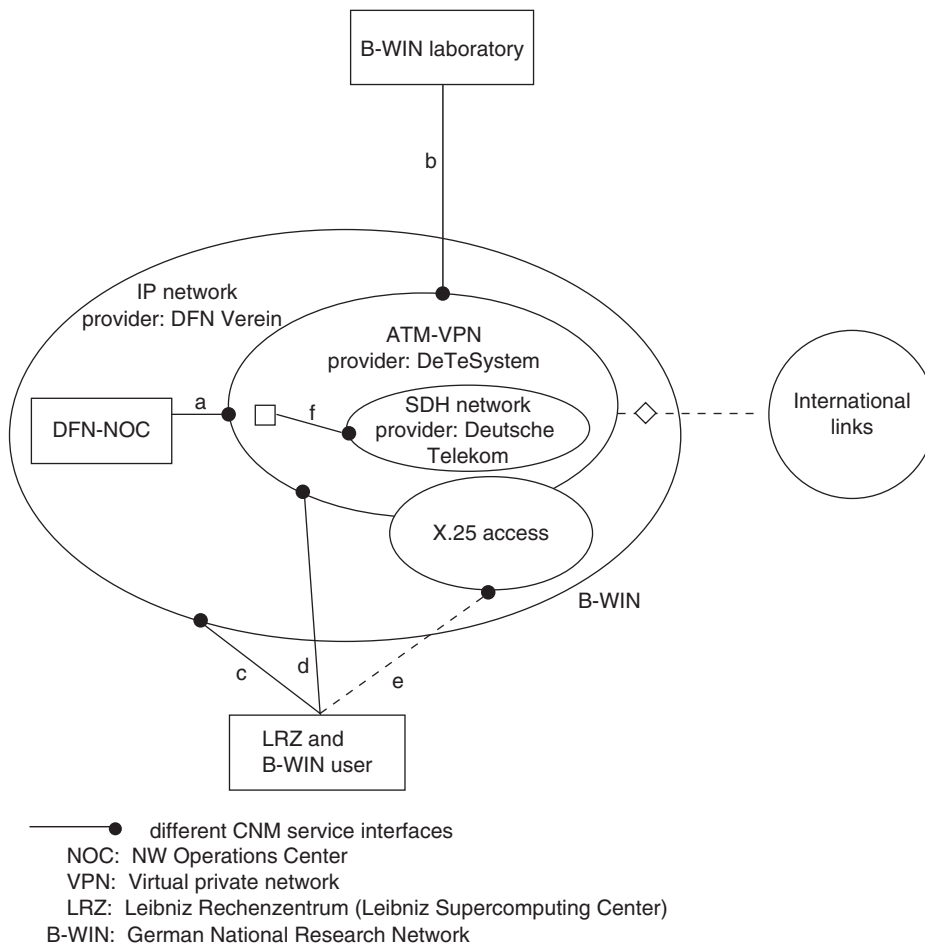 B-WIN laboratory
b
IP network
provider: DFN Verein
ATM-VPN
provider: DeTeSystem
a
f
DFN-NOC
SDH network
provider: Deutsche
Telekom
International
links
X.25 access
B-WIN
c
d
e
LRZ and
B-WIN user
different CNM service interfaces
NOC: NW Operations Center
VPN: Virtual private network
LRZ: Leibniz Rechenzentrum (Leibniz Supercomputing Center)
B-WIN: German National Research Network